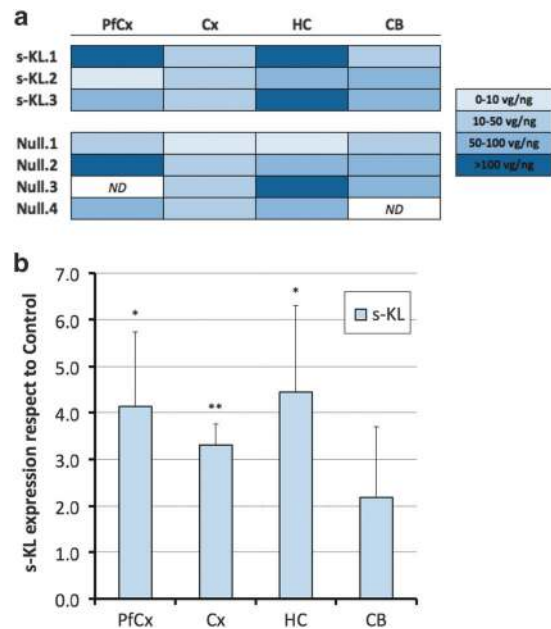 a
PfCx Cx HC CB
s-KL.1
s-KL.2
s-KL.3
0-10 vg/ng
10-50 vg/ng
50-100 vg/ng
>100 vg/ng
Null.1
Null.2
Null.3 ND
Null.4 ND
b
s-KL expression respect to Control
7.0
6.0
5.0
4.0
3.0
2.0
1.0
0.0
* ** *
s-KL
PfCx Cx HC CB